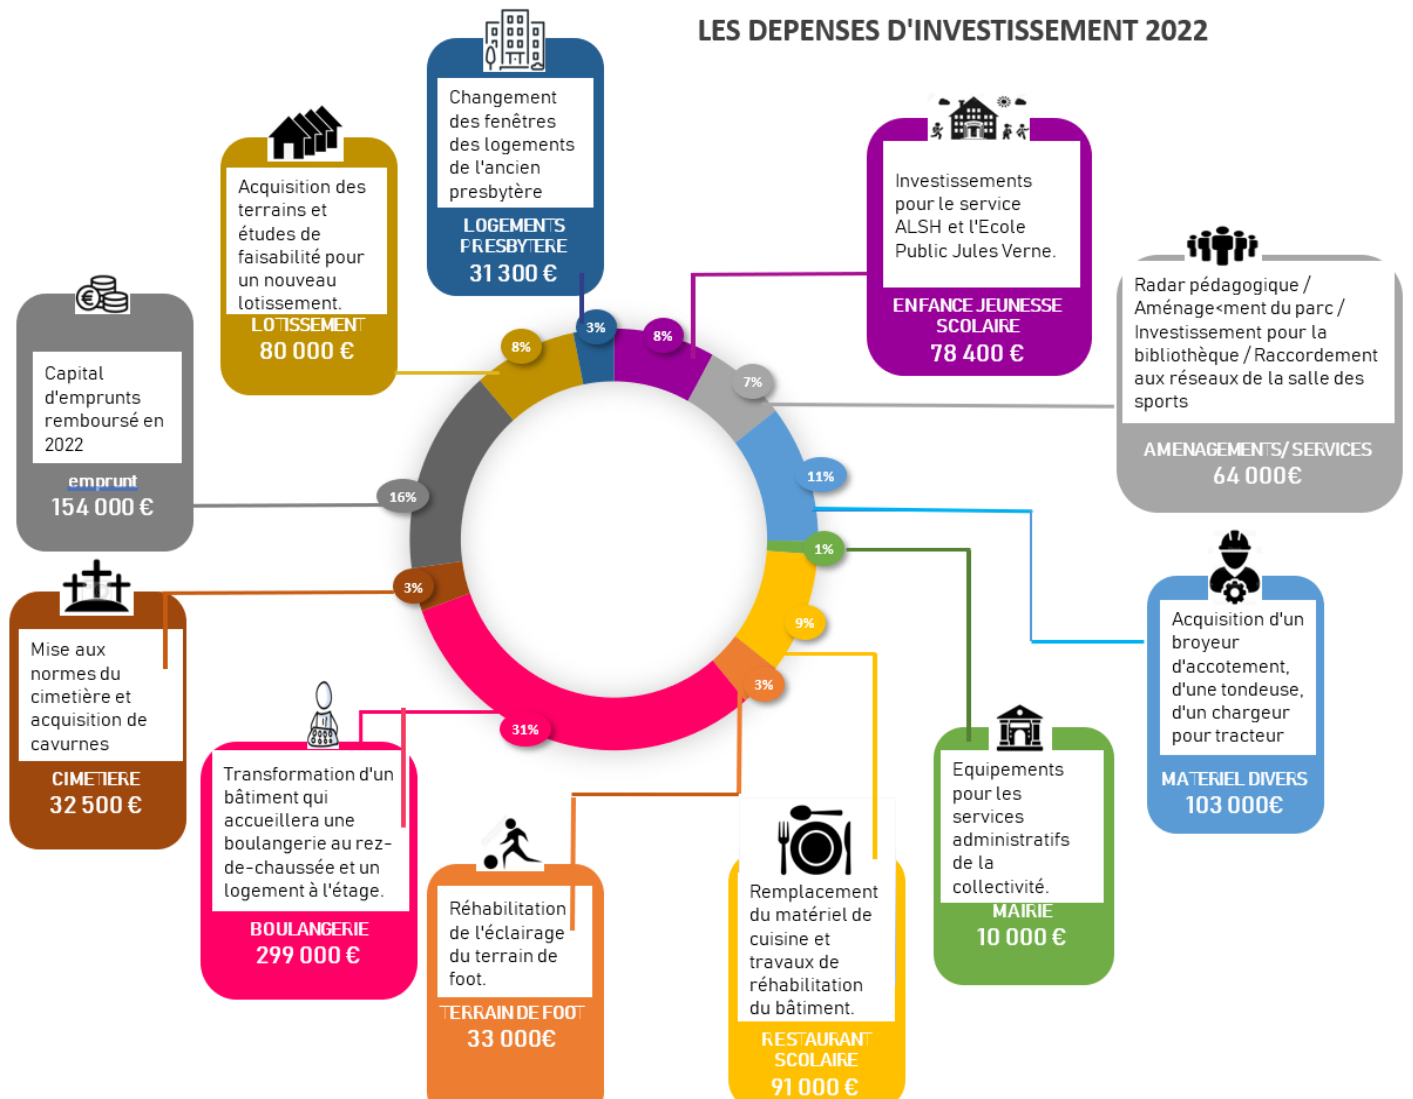 LES DEPENSES D'INVESTISSEMENT 2022
Changement
des fenêtres
des logements
de l'ancien
presbytère
LOGEMENTS
PRESBYTERE
31 300 €
Acquisition des
terrains et
études de
faisabilité pour
un nouveau
lotissement.
LOTISSEMENT
80 000 €
Investissements
pour le service
ALSH et l'Ecole
Public Jules Verne.
ENFANCE JEUNESSE
SCOLAIRE
78 400 €
Radar pédagogique /
Aménage<ment du parc /
Investissement pour la
bibliothèque / Raccordement
aux réseaux de la salle des
sports
AMENAGEMENTS/ SERVICES
64 000€
Capital
d'emprunts
remboursé en
2022
emprunt
154 000 €
3%
8%
8%
7%
16%
11%
1%
3%
9%
3%
31%
Mise aux
normes du
cimetière et
acquisition de
cavurnes
CIMETIERE
32 500 €
Acquisition d'un
broyeur
d'accotement,
d'une tondeuse,
d'un chargeur
pour tracteur
MATERIEL DIVERS
103 000€
Transformation d'un
bâtiment qui
accueillera une
boulangerie au rez-
de-chaussée et un
logement à l'étage.
BOULANGERIE
299 000 €
Réhabilitation
de l'éclairage
du terrain de
foot.
TERRAIN DE FOOT
33 000€
Remplacement
du matériel de
cuisine et
travaux de
réhabilitation
du bâtiment.
RESTAURANT
SCOLAIRE
91 000 €
Equipements
pour les
services
administratifs
de la
collectivité.
MAIRIE
10 000 €